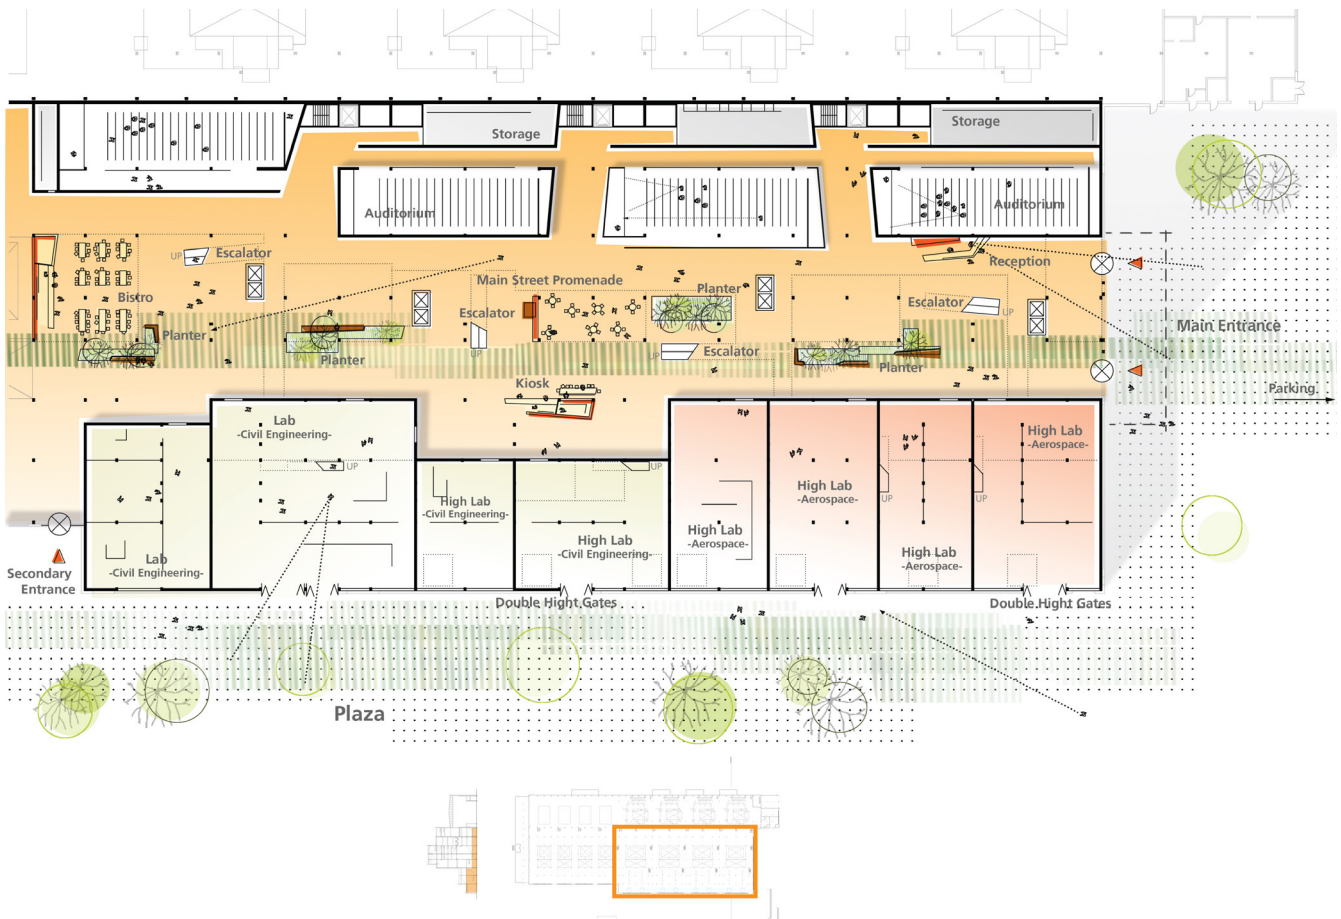 Storage
Storage
Auditorium
Auditorium
UP
Escalator
Reception
Main Street Promenade
Planter
Bistro
Escalator
Escalator
Main Entrance
Planter
UP
Planter
Escalator
UP
Planter
Kiosk
Parking
Lab
-Civil Engineering-
High Lab
-Aerospace-
UP
UP
UP
UP
High Lab
-Civil Engineering-
High Lab
-Aerospace-
High Lab
-Aerospace-
High Lab
-Civil Engineering-
High Lab
-Aerospace-
Lab
-Civil Engineering-
Secondary
Entrance
Double Hight Gates
Double Hight Gates
Plaza